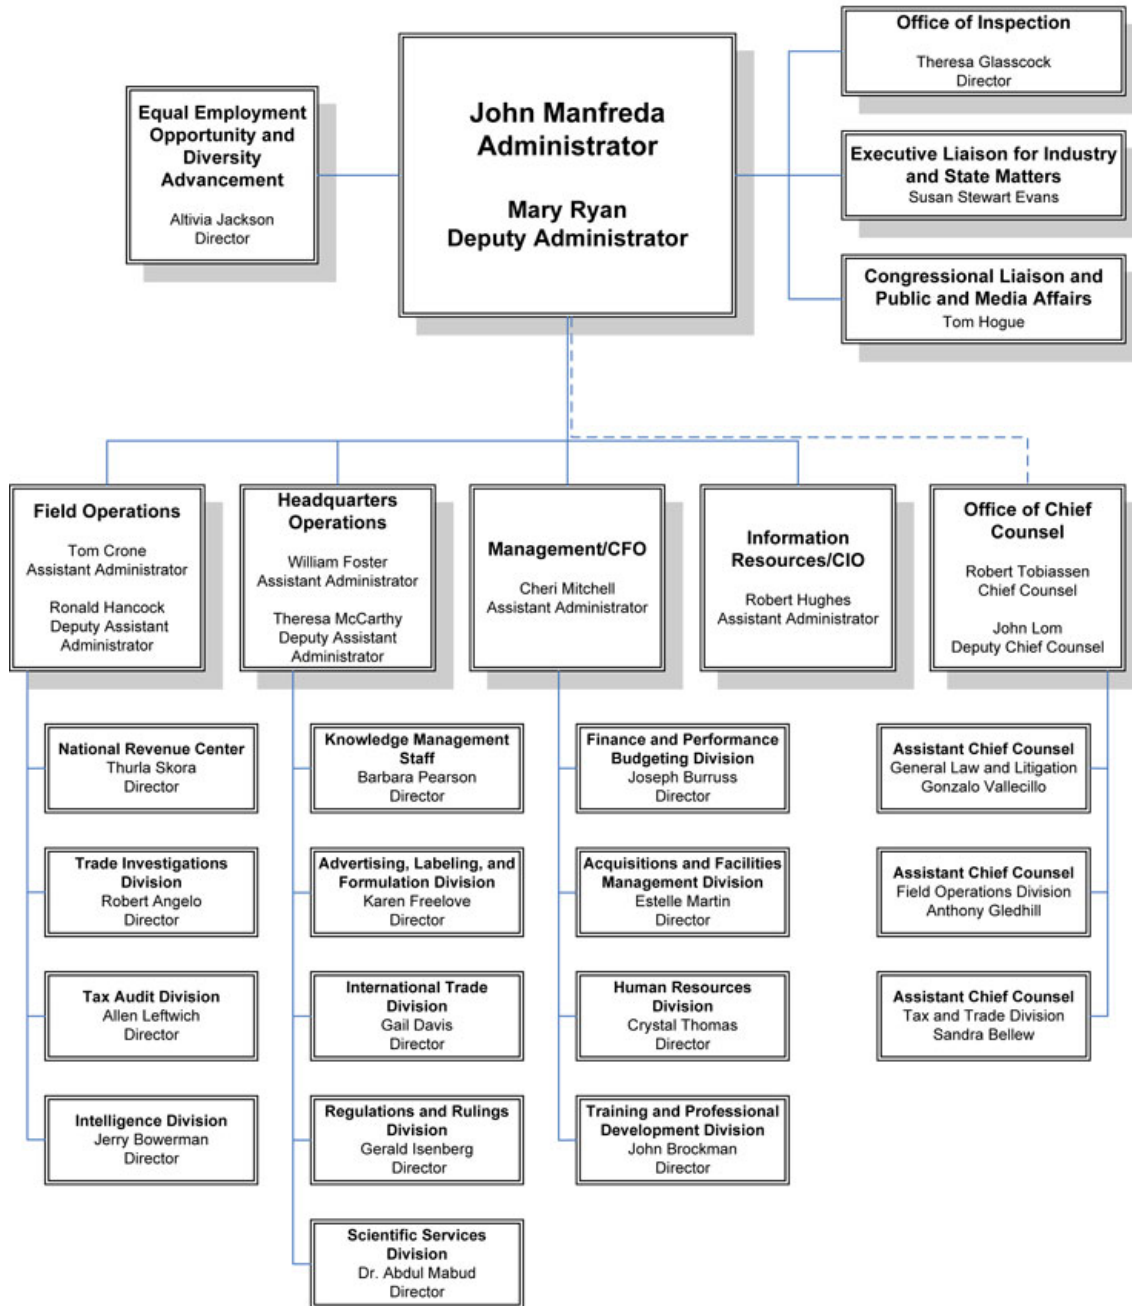 Equal Employment
Opportunity and
Diversity
Advancement
Altivia Jackson
Director
John Manfreda
Administrator
Mary Ryan
Deputy Administrator
Office of Inspection
Theresa Glasscock
Director
Executive Liaison for Industry
and State Matters
Susan Stewart Evans
Congressional Liaison and
Public and Media Affairs
Tom Hogue
Field Operations
Tom Crone
Assistant Administrator
Ronald Hancock
Deputy Assistant
Administrator
Headquarters
Operations
William Foster
Assistant Administrator
Theresa McCarthy
Deputy Assistant
Administrator
Management/CFO
Cheri Mitchell
Assistant Administrator
Information
Resources/CIO
Robert Hughes
Assistant Administrator
Office of Chief
Counsel
Robert Tobiassen
Chief Counsel
John Lom
Deputy Chief Counsel
National Revenue Center
Thurla Skora
Director
Trade Investigations
Division
Robert Angelo
Director
Tax Audit Division
Allen Leftwich
Director
Intelligence Division
Jerry Bowerman
Director
Knowledge Management
Staff
Barbara Pearson
Director
Advertising, Labeling, and
Formulation Division
Karen Freelove
Director
International Trade
Division
Gail Davis
Director
Regulations and Rulings
Division
Gerald Isenberg
Director
Scientific Services
Division
Dr. Abdul Mabud
Director
Finance and Performance
Budgeting Division
Joseph Burruss
Director
Acquisitions and Facilities
Management Division
Estelle Martin
Director
Human Resources
Division
Crystal Thomas
Director
Training and Professional
Development Division
John Brockman
Director
Assistant Chief Counsel
General Law and Litigation
Gonzalo Vallecillo
Assistant Chief Counsel
Field Operations Division
Anthony Gledhill
Assistant Chief Counsel
Tax and Trade Division
Sandra Bellew